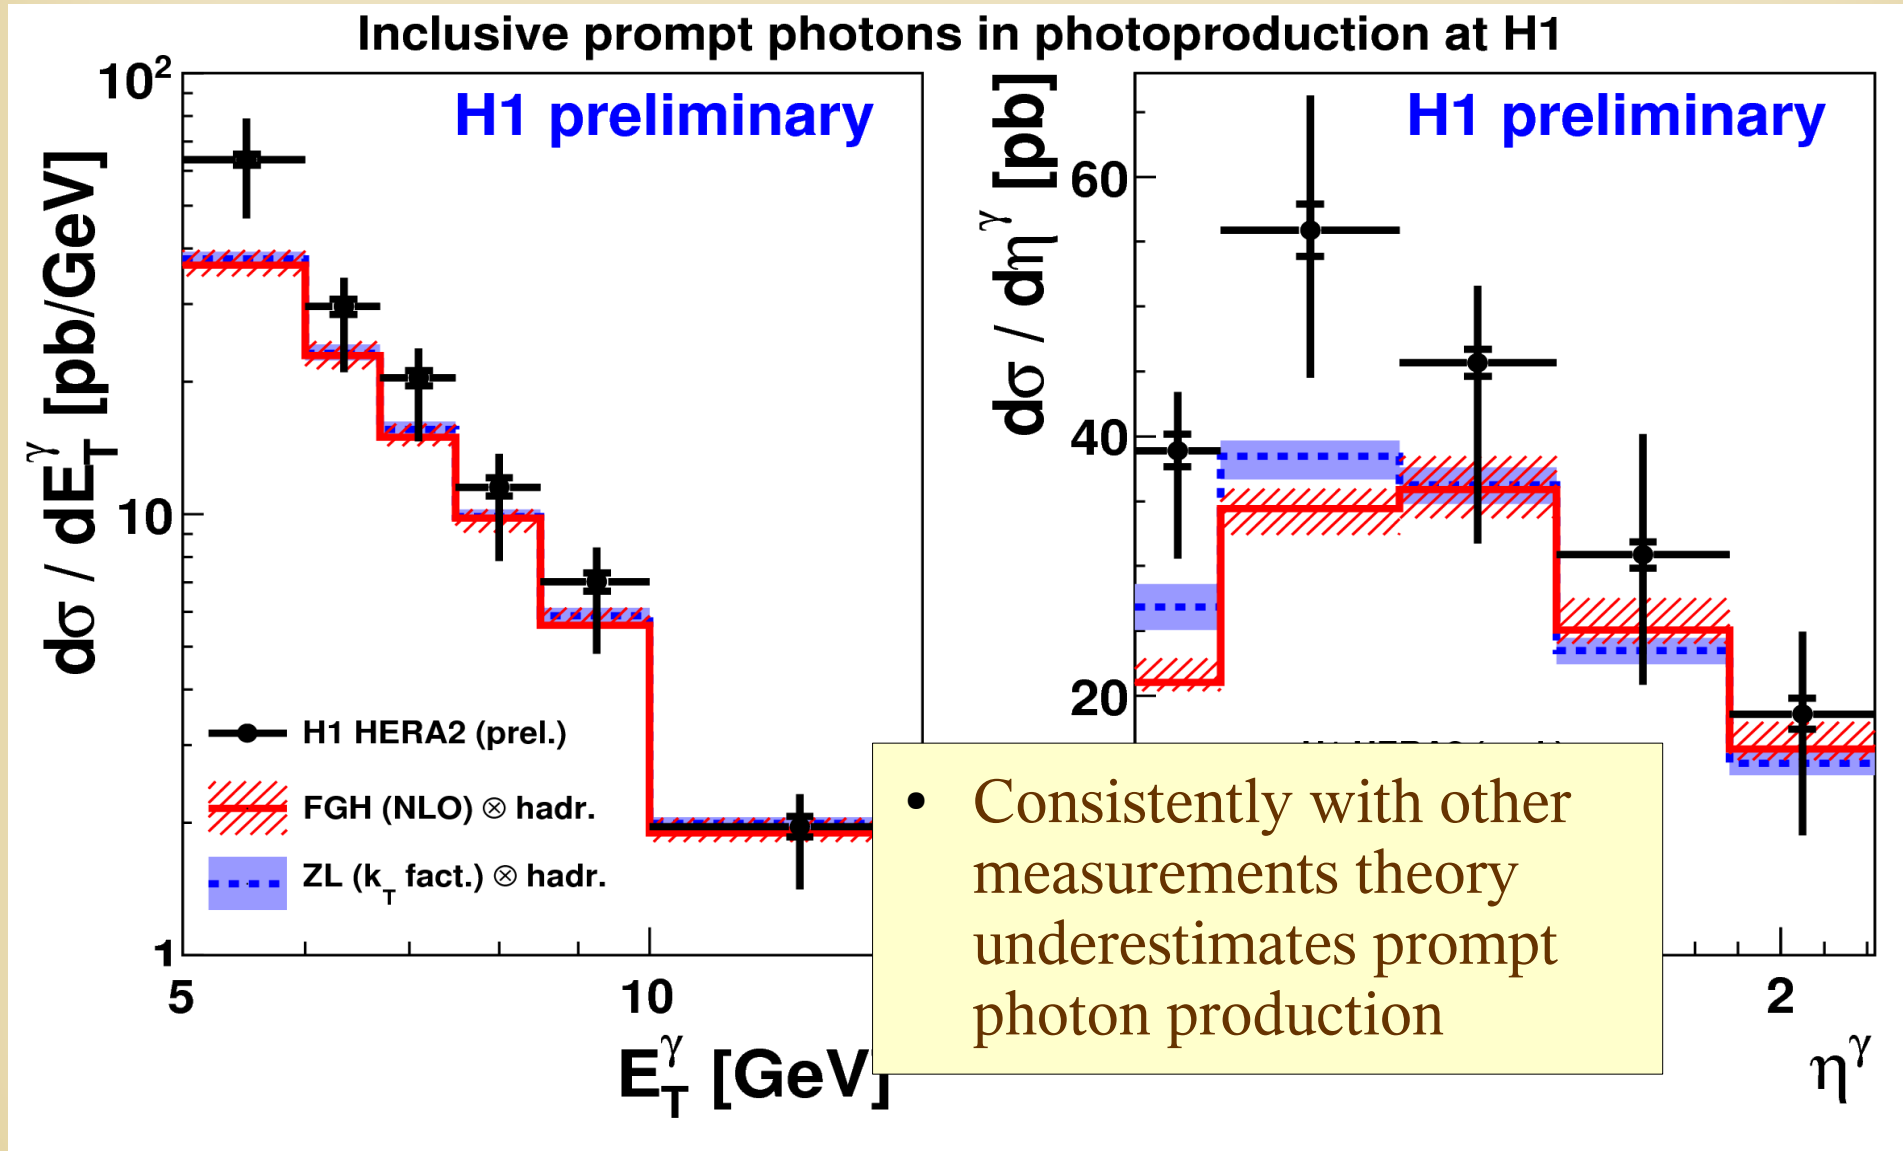 Inclusive prompt photons in photoproduction at H1
H1 preliminary
dσ / dE_T^γ [pb/GeV]
10²
10
1
H1 HERA2 (prel.)
FGH (NLO) ⊗ hadr.
ZL (k_T fact.) ⊗ hadr.
5
10
E_T^γ [GeV]
H1 preliminary
dσ / dη^γ [pb]
60
40
20
2
η^γ
• Consistently with other
measurements theory
underestimates prompt
photon production